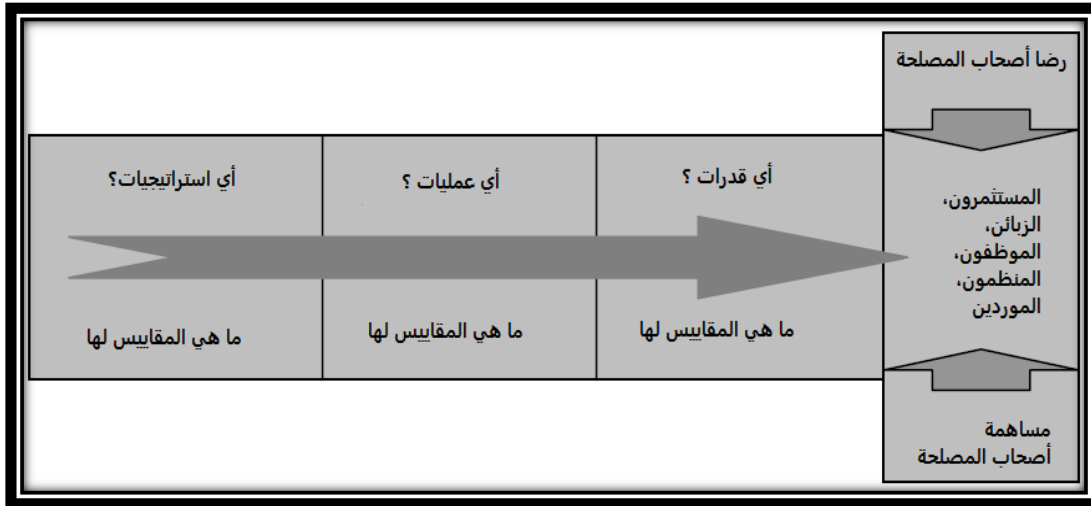 رضا أصحاب المصلحة
أي قدرات ؟
أي عمليات ؟
أي استراتيجيات؟
المستثمرون،
الزبائن،
الموظفون،
المنظمون،
الموردين
ما هي المقاييس لها
ما هي المقاييس لها
ما هي المقاييس لها
مساهمة
أصحاب المصلحة